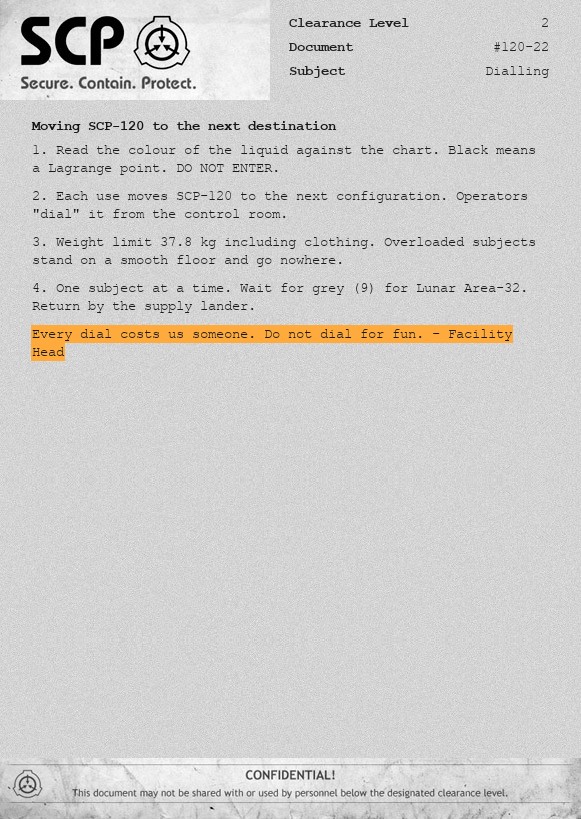 SCP
Secure. Contain. Protect.
Clearance Level 2
Document #120-22
Subject Dialling
Moving SCP-120 to the next destination
1. Read the colour of the liquid against the chart. Black means
a Lagrange point. DO NOT ENTER.
2. Each use moves SCP-120 to the next configuration. Operators
"dial" it from the control room.
3. Weight limit 37.8 kg including clothing. Overloaded subjects
stand on a smooth floor and go nowhere.
4. One subject at a time. Wait for grey (9) for Lunar Area-32.
Return by the supply lander.
Every dial costs us someone. Do not dial for fun. - Facility
Head
CONFIDENTIAL!
This document may not be shared with or used by personnel below the designated clearance level.